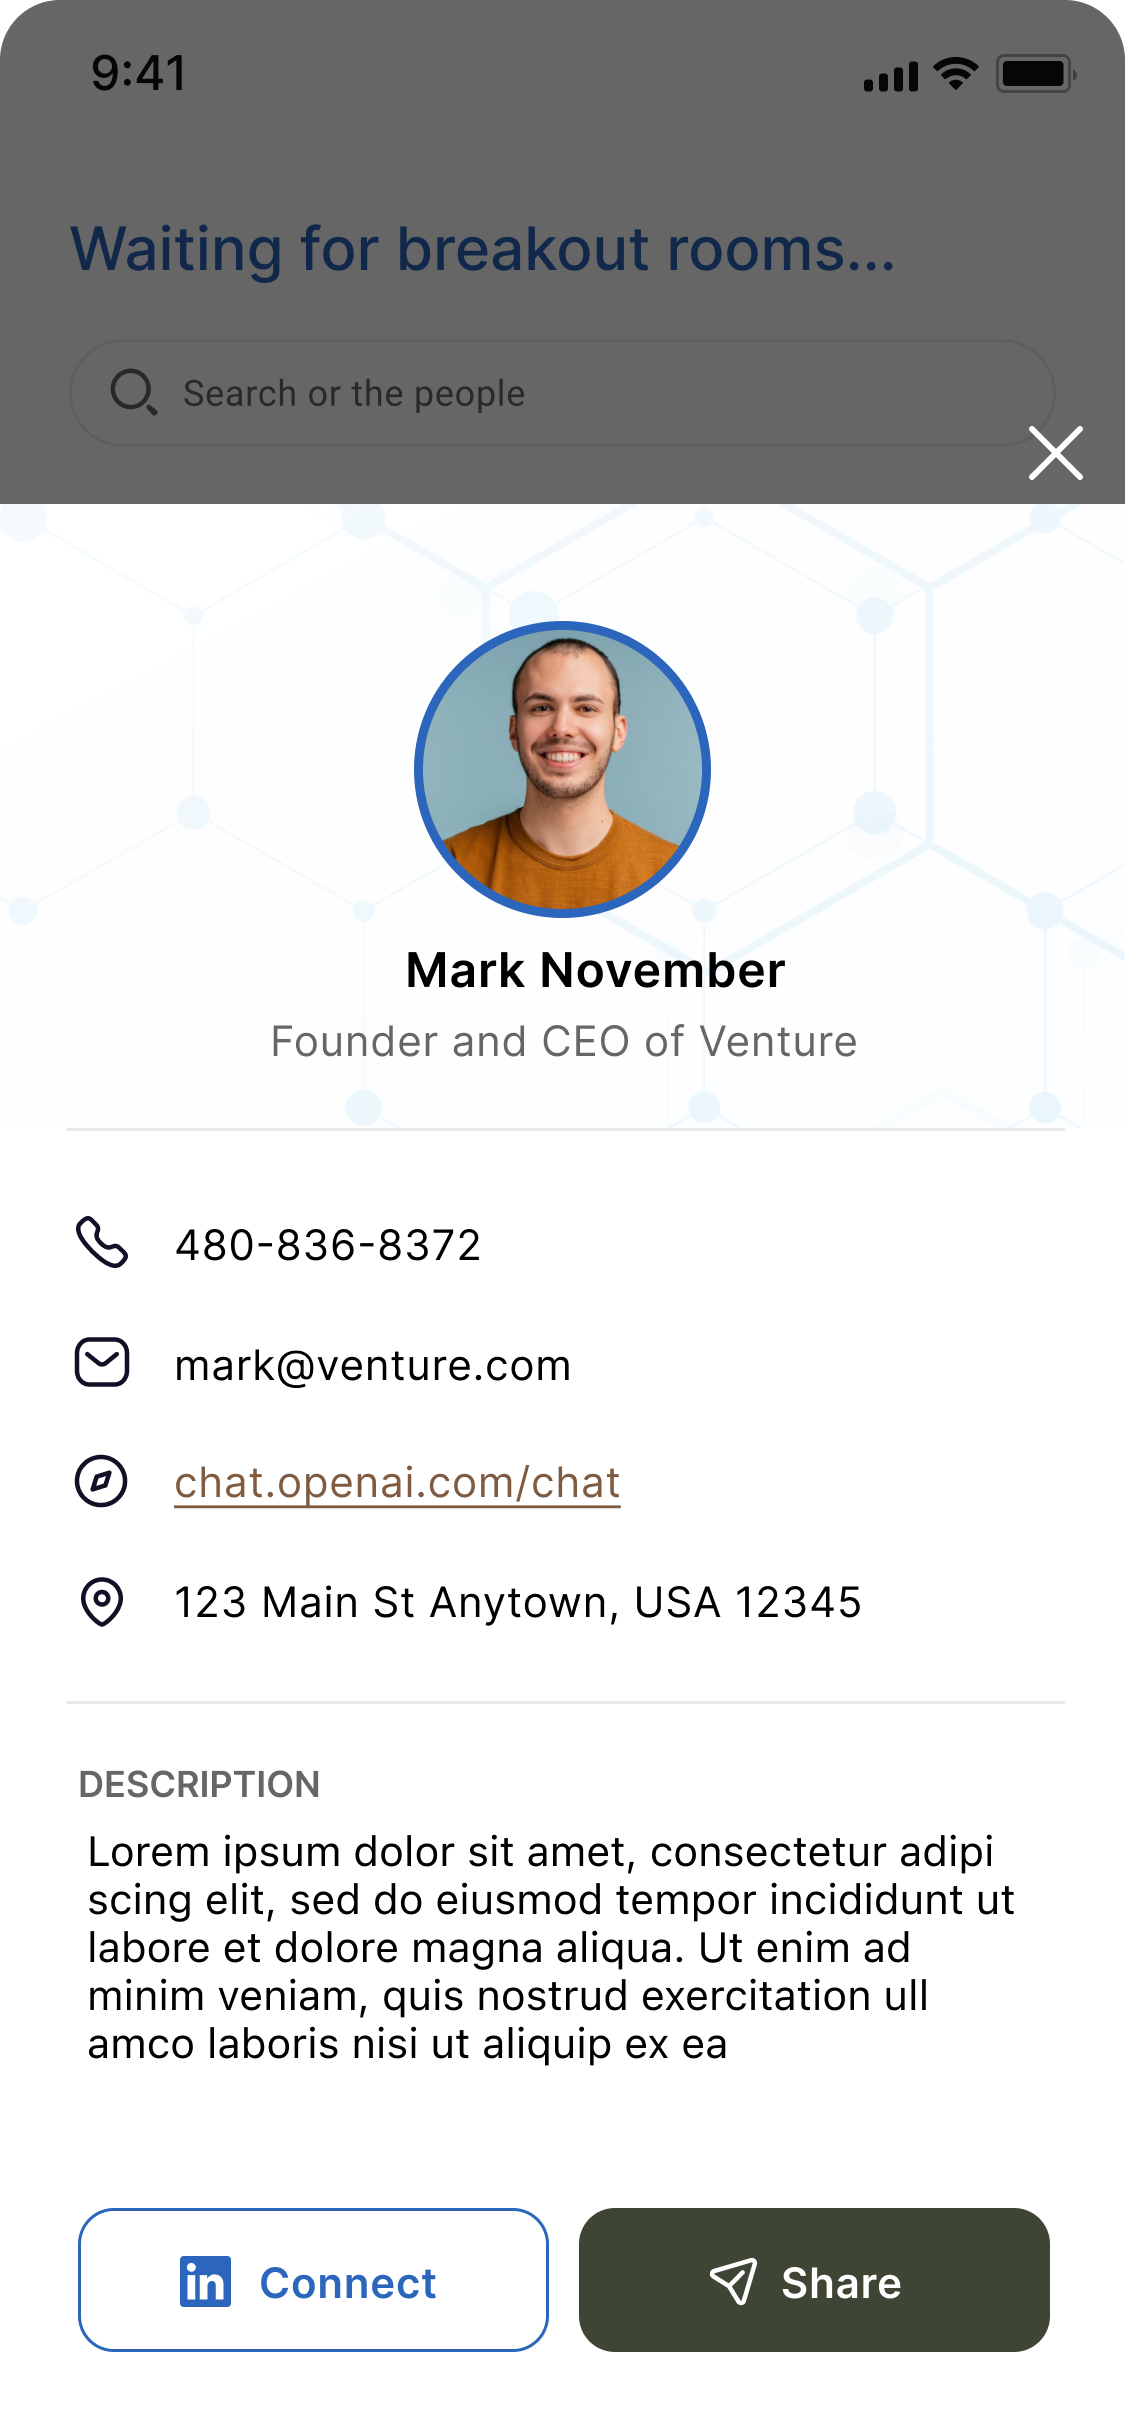 9:41
Waiting for breakout rooms...
Search or the people
Mark November
Founder and CEO of Venture
480-836-8372
mark@venture.com
chat.openai.com/chat
123 Main St Anytown, USA 12345
DESCRIPTION
Lorem ipsum dolor sit amet, consectetur adipi
scing elit, sed do eiusmod tempor incididunt ut
labore et dolore magna aliqua. Ut enim ad
minim veniam, quis nostrud exercitation ull
amco laboris nisi ut aliquip ex ea
in Connect
Share